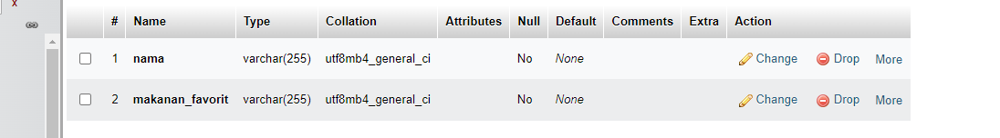 x
# Name Type Collation Attributes Null Default Comments Extra Action
1 nama varchar(255) utf8mb4_general_ci No None Change Drop More
2 makanan_favorit varchar(255) utf8mb4_general_ci No None Change Drop More